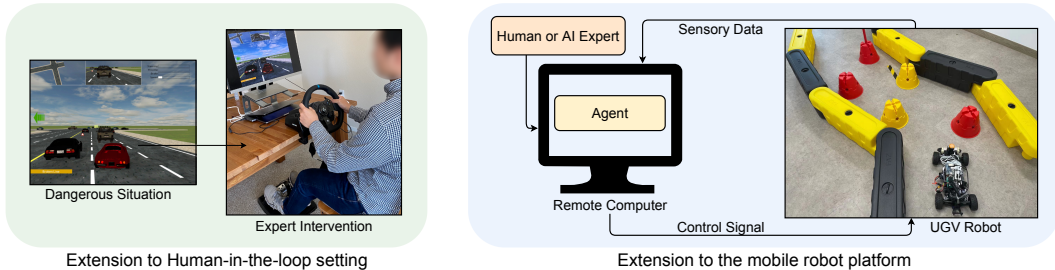 Dangerous Situation
Expert Intervention
Extension to Human-in-the-loop setting
Human or AI Expert
Sensory Data
Agent
Remote Computer
Control Signal
UGV Robot
Extension to the mobile robot platform